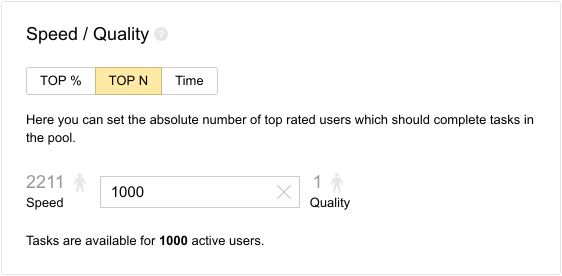 Speed / Quality ?
TOP % TOP N Time
Here you can set the absolute number of top rated users which should complete tasks in
the pool.
2211 1000 1
Speed Quality
Tasks are available for 1000 active users.